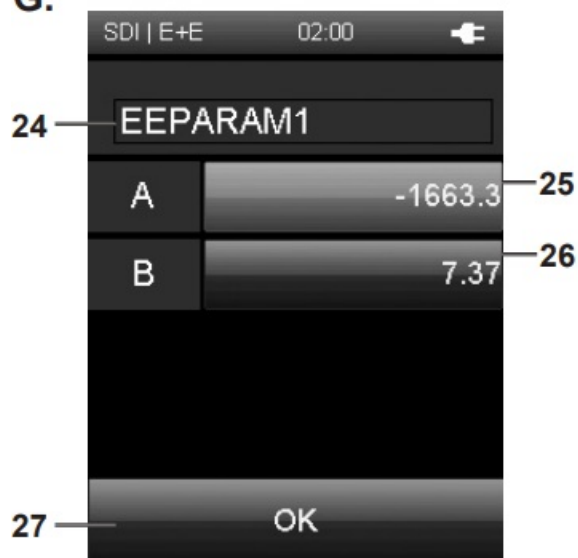 G.
SDI | E+E 02:00
24 EEPARAM1
A -1663.3 25
B 7.37 26
27 OK